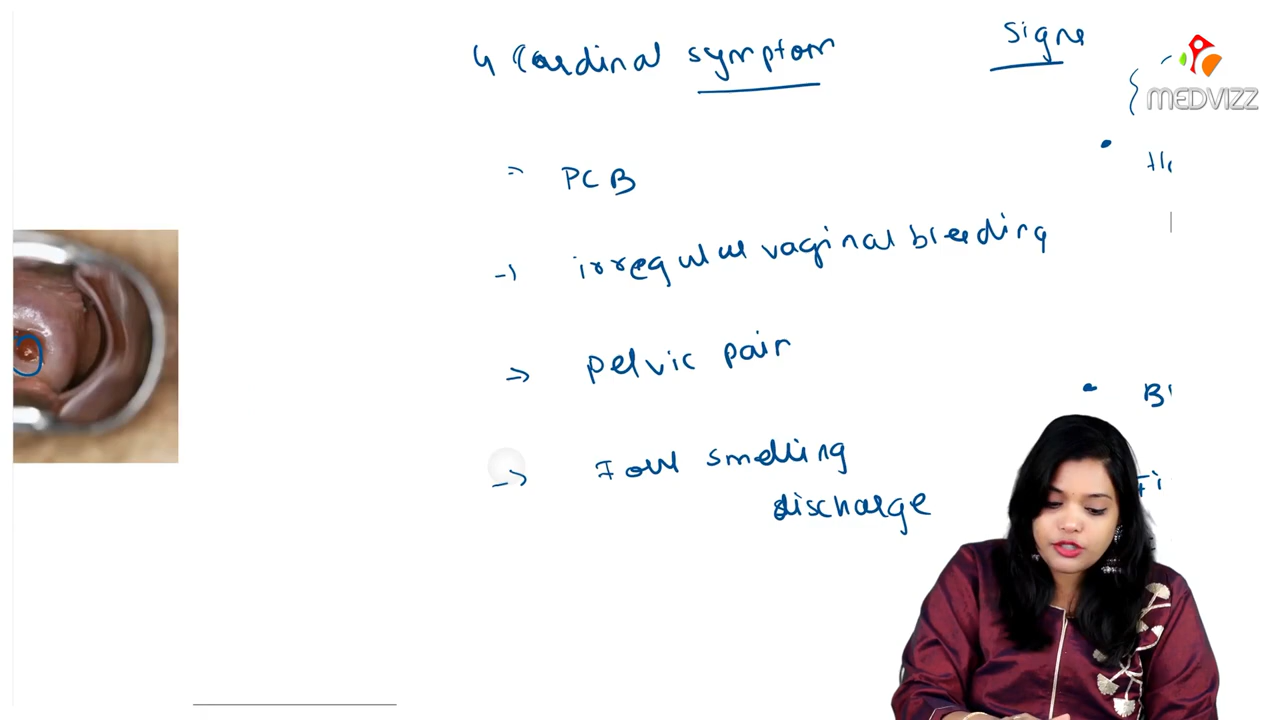 4 Cardinal symptom
Signs
MEDVIZZ
PCB
irregular vaginal bleeding
pelvic pain
Foul smelling
discharge